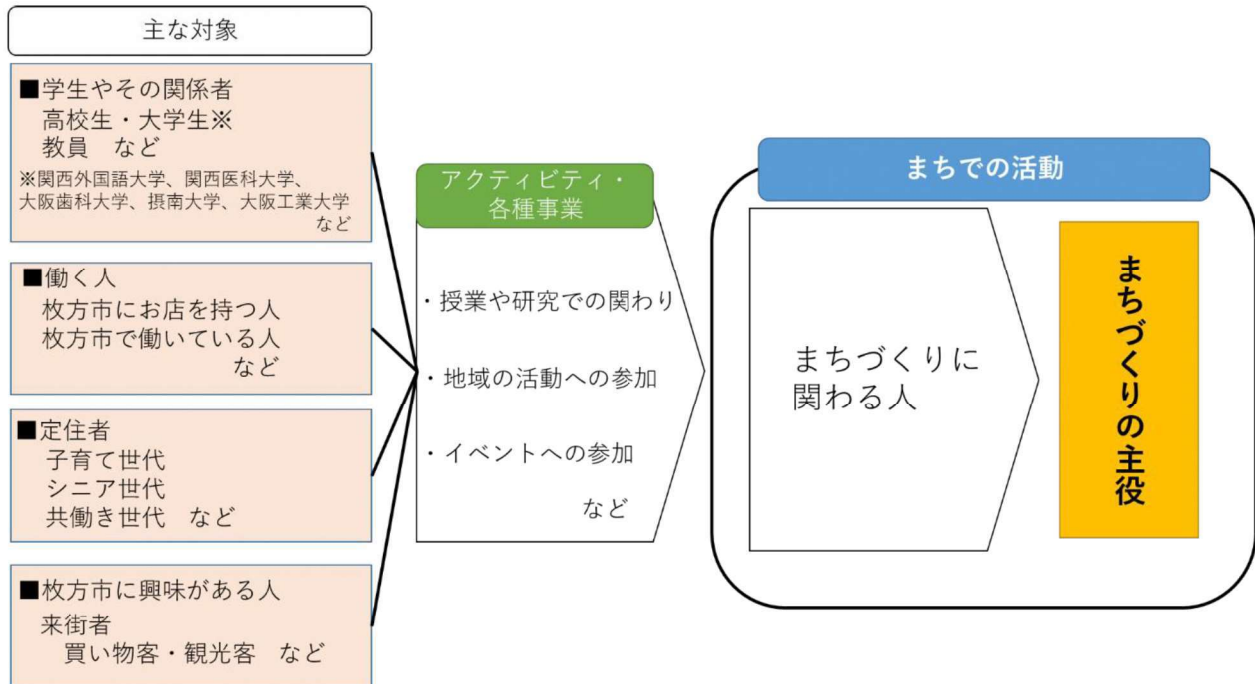 主な対象
■学生やその関係者
高校生・大学生※
教員　など
※関西外国語大学、関西医科大学、
大阪歯科大学、摂南大学、大阪工業大学
など
■働く人
枚方市にお店を持つ人
枚方市で働いている人
など
■定住者
子育て世代
シニア世代
共働き世代　など
■枚方市に興味がある人
来街者
買い物客・観光客　など
アクティビティ・
各種事業
・授業や研究での関わり
・地域の活動への参加
・イベントへの参加
など
まちでの活動
まちづくりに
関わる人
まちづくりの主役